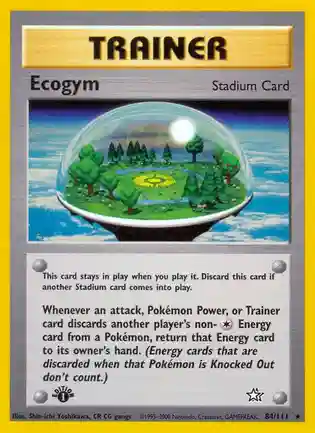 TRAINER
Ecogym
Stadium Card
This card stays in play when you play it. Discard this card if
another Stadium card comes into play.
Whenever an attack, Pokémon Power, or Trainer
card discards another player's non- Energy
card from a Pokémon, return that Energy card
to its owner's hand. (Energy cards that are
discarded when that Pokémon is Knocked Out
don't count.)
Illus. Shin-ichi Yoshikawa, CR CG gangs
©1995-2000 Nintendo, Creatures, GAMEFREAK.
84/111 ★